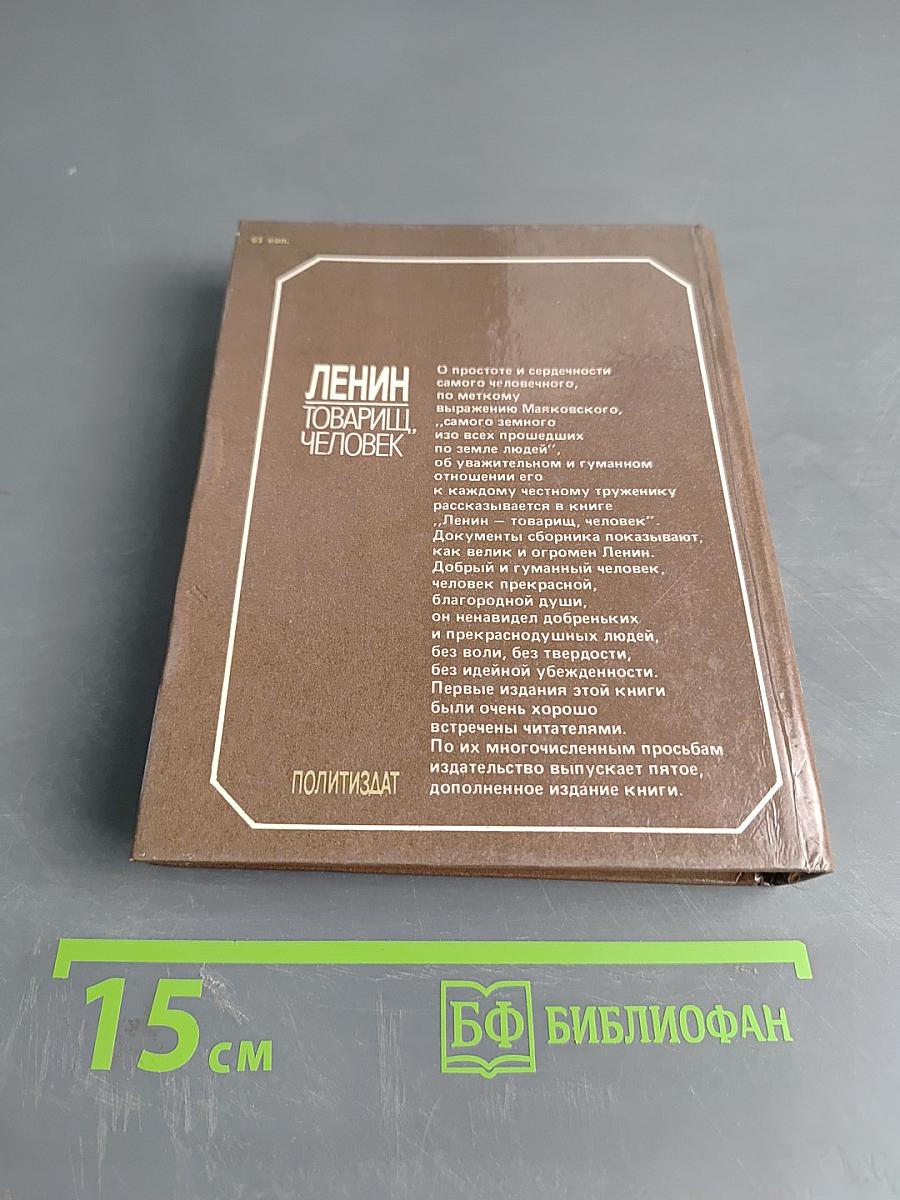 65 коп.
ЛЕНИН
ТОВАРИЩ,
ЧЕЛОВЕК
О простоте и сердечности
самого человечного,
по меткому
выражению Маяковского,
„самого земного
изо всех прошедших
по земле людей”,
об уважительном и гуманном
отношении его
к каждому честному труженику
рассказывается в книге
„Ленин — товарищ, человек”.
Документы сборника показывают,
как велик и огромен Ленин.
Добрый и гуманный человек,
человек прекрасной,
благородной души,
он ненавидел добреньких
и прекраснодушных людей,
без воли, без твердости,
без идейной убежденности.
Первые издания этой книги
были очень хорошо
встречены читателями.
По их многочисленным просьбам
издательство выпускает пятое,
дополненное издание книги.
ПОЛИТИЗДАТ
15 см
БФ БИБЛИОФАН